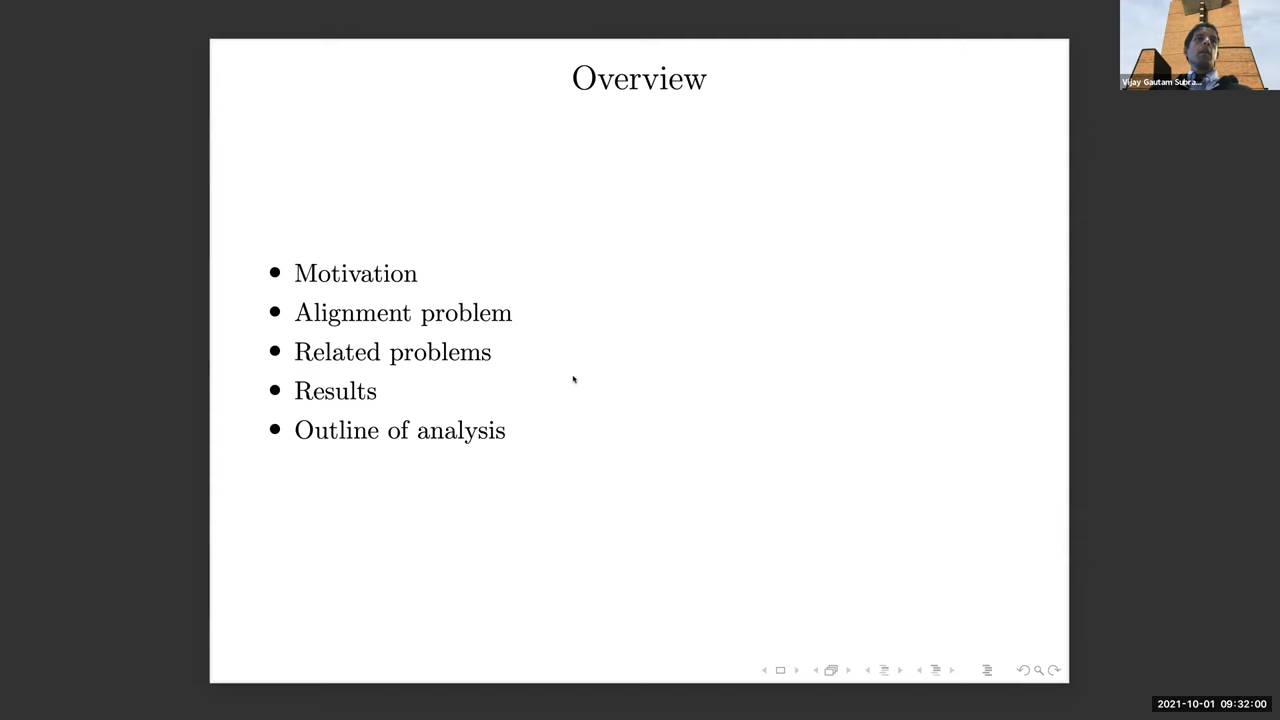 Overview
Vijay Gautam Subra...
• Motivation
• Alignment problem
• Related problems
• Results
• Outline of analysis
2021-10-01 09:32:00